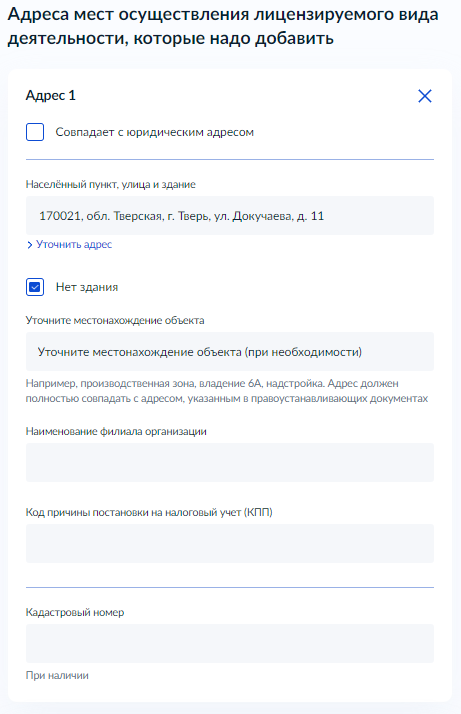 Адреса мест осуществления лицензируемого вида
деятельности, которые надо добавить
Адрес 1
Совпадает с юридическим адресом
Населённый пункт, улица и здание
170021, обл. Тверская, г. Тверь, ул. Докучаева, д. 11
Уточнить адрес
Нет здания
Уточните местонахождение объекта
Уточните местонахождение объекта (при необходимости)
Например, производственная зона, владение 6А, надстройка. Адрес должен
полностью совпадать с адресом, указанным в правоустанавливающих документах
Наименование филиала организации
Код причины постановки на налоговый учет (КПП)
Кадастровый номер
При наличии